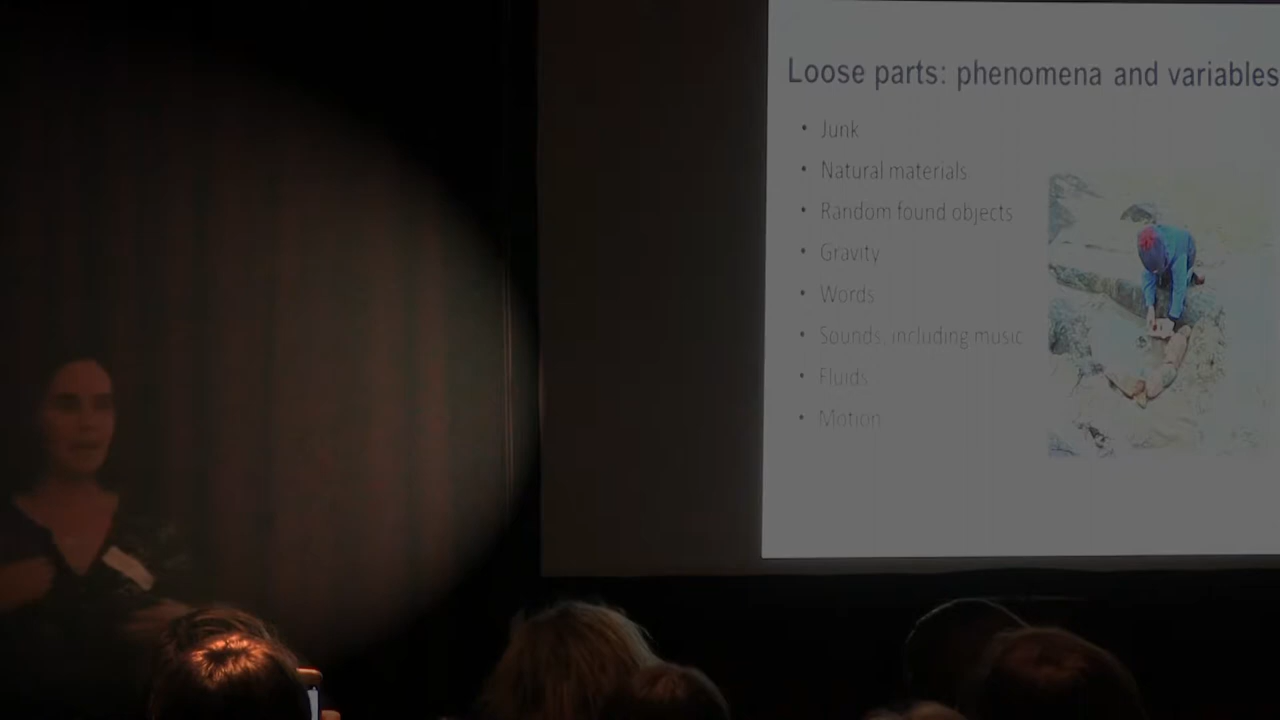 Loose parts: phenomena and variables
• Junk
• Natural materials
• Random found objects
• Gravity
• Words
• Sounds, including music
• Fluids
• Motion